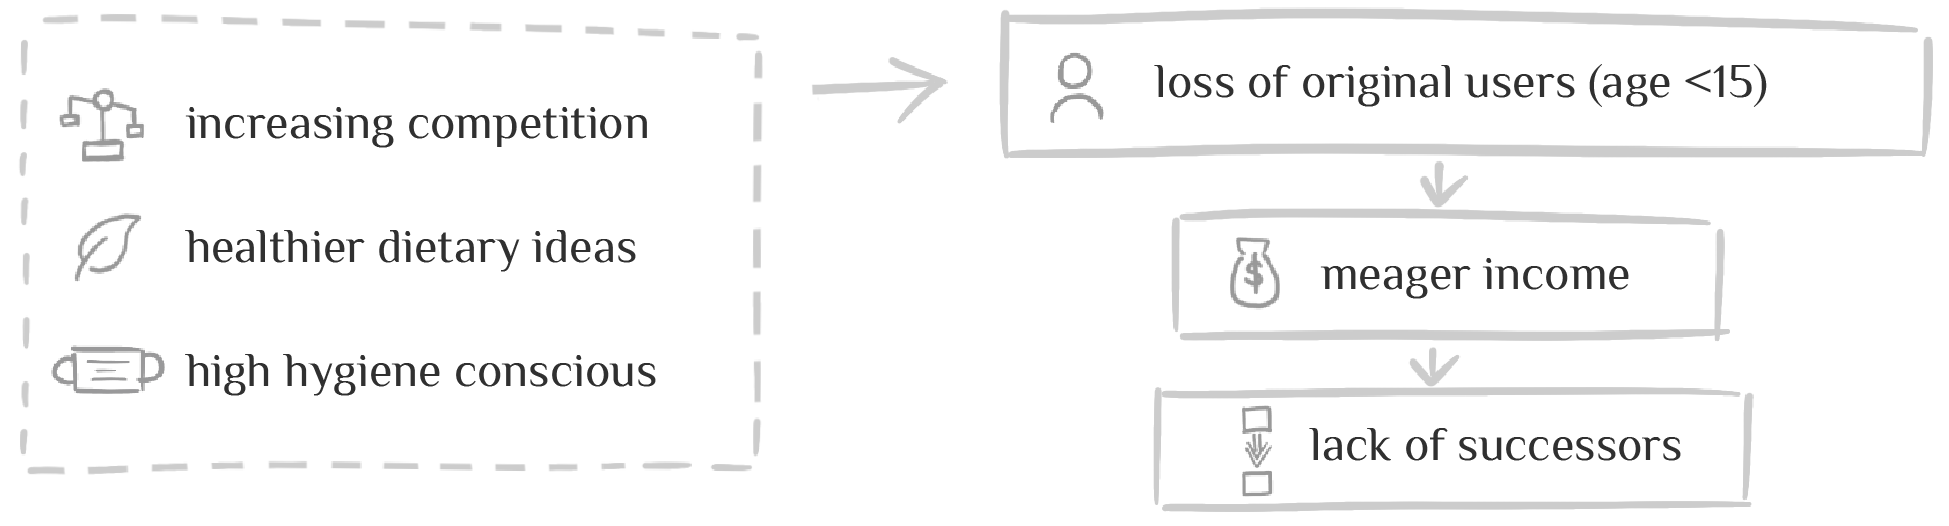 increasing competition
healthier dietary ideas
high hygiene conscious
loss of original users (age <15)
$ meager income
lack of successors